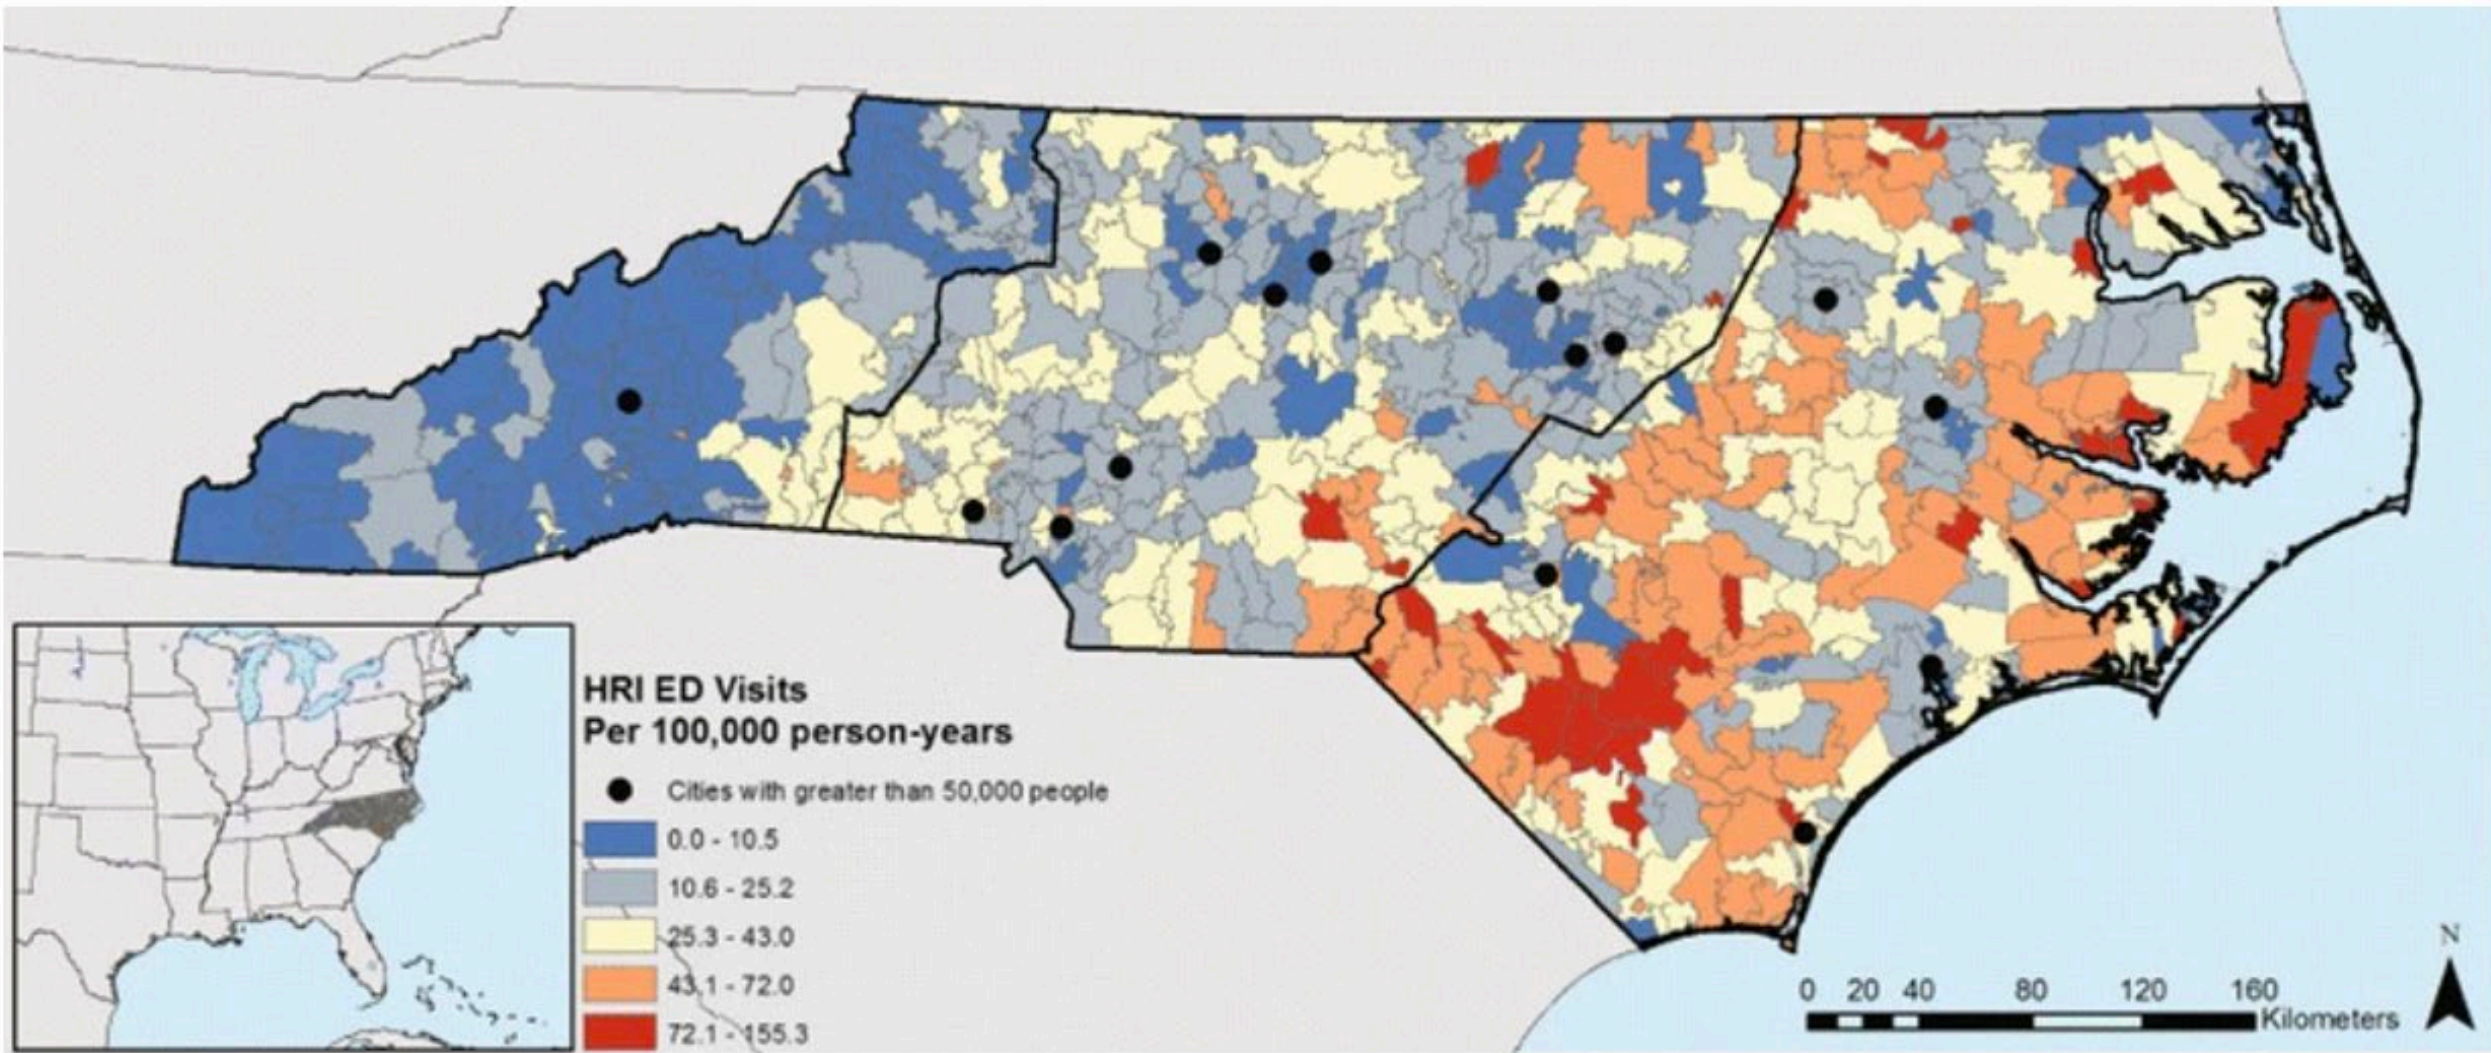 HRI ED Visits
Per 100,000 person-years
Cities with greater than 50,000 people
0.0 - 10.5
10.6 - 25.2
25.3 - 43.0
43.1 - 72.0
72.1 - 155.3
N
0 20 40 80 120 160
Kilometers